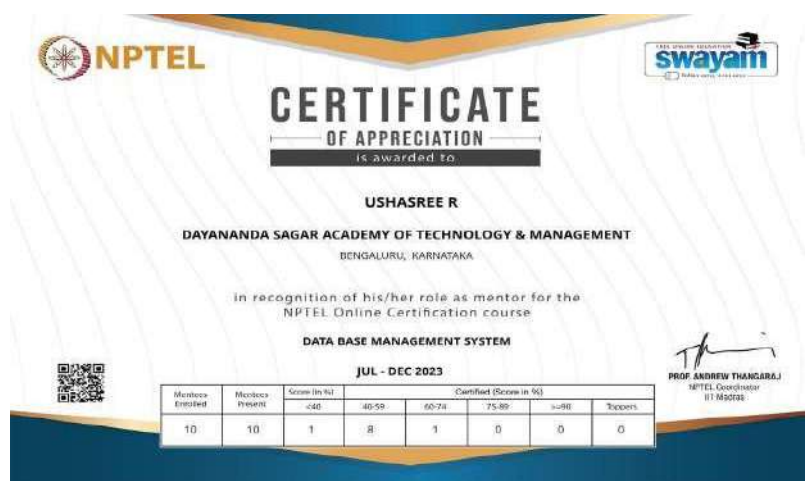 NPTEL
FREE ONLINE EDUCATION
swayam
CERTIFICATE
OF APPRECIATION
is awarded to
USHASREE R
DAYANANDA SAGAR ACADEMY OF TECHNOLOGY & MANAGEMENT
BENGALURU, KARNATAKA
in recognition of his/her role as mentor for the
NPTEL Online Certification course
DATA BASE MANAGEMENT SYSTEM
JUL - DEC 2023
PROF. ANDREW THANGARAJ
NPTEL Coordinator
IIT Madras
Mentees Enrolled Mentees Present Score (in %) Certified (Score in %)
<40 40-59 60-74 75-89 >=90 Toppers
10 10 1 8 1 0 0 0